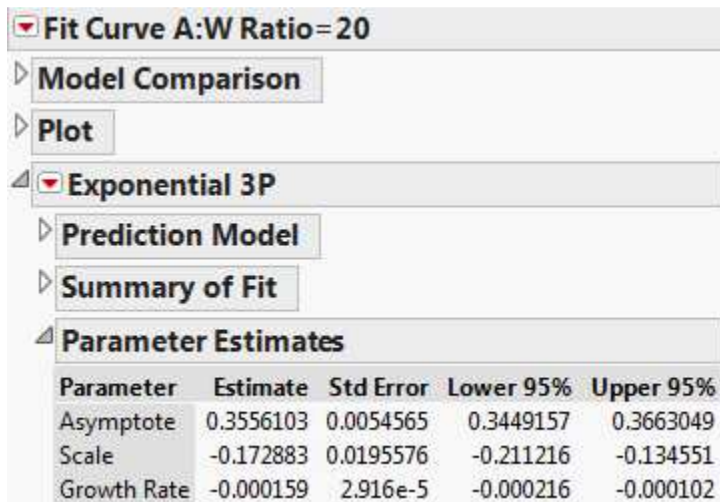 Fit Curve A:W Ratio=20
Model Comparison
Plot
Exponential 3P
Prediction Model
Summary of Fit
Parameter Estimates
Parameter Estimate Std Error Lower 95% Upper 95%
Asymptote 0.3556103 0.0054565 0.3449157 0.3663049
Scale -0.172883 0.0195576 -0.211216 -0.134551
Growth Rate -0.000159 2.916e-5 -0.000216 -0.000102